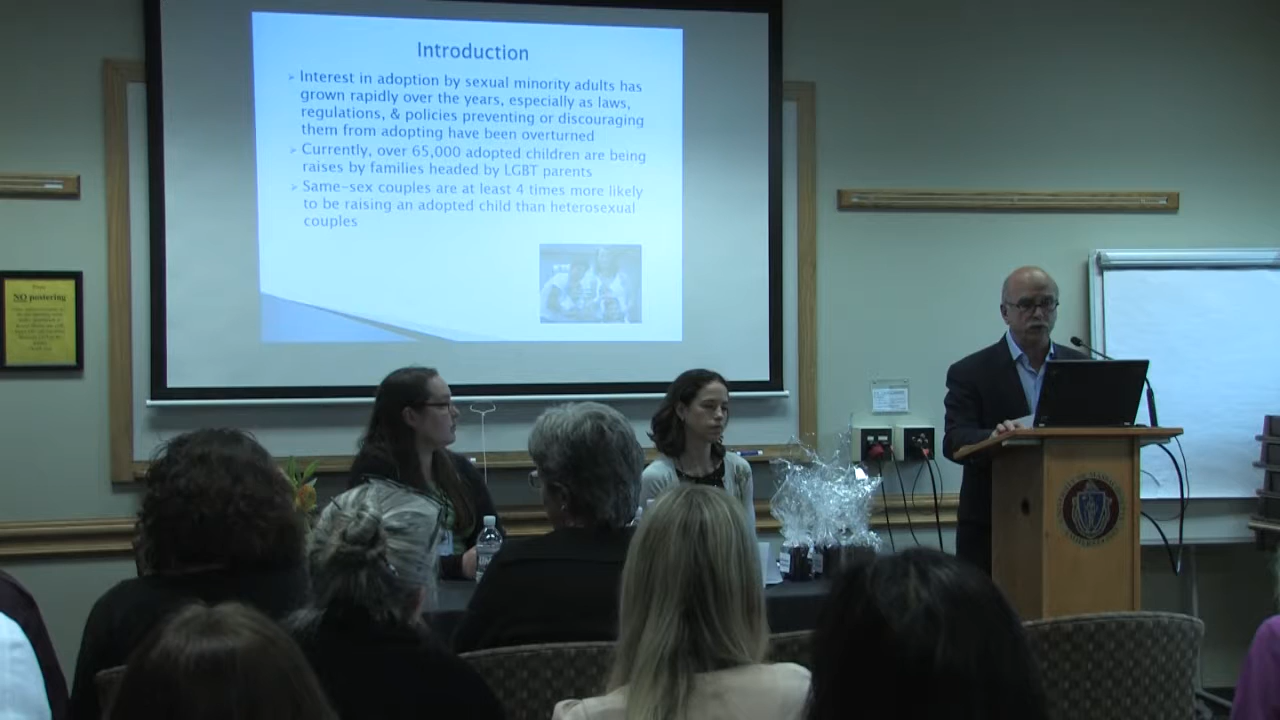 Introduction
Interest in adoption by sexual minority adults has
grown rapidly over the years, especially as laws,
regulations, & policies preventing or discouraging
them from adopting have been overturned
Currently, over 65,000 adopted children are being
raises by families headed by LGBT parents
Same-sex couples are at least 4 times more likely
to be raising an adopted child than heterosexual
couples
NO postering